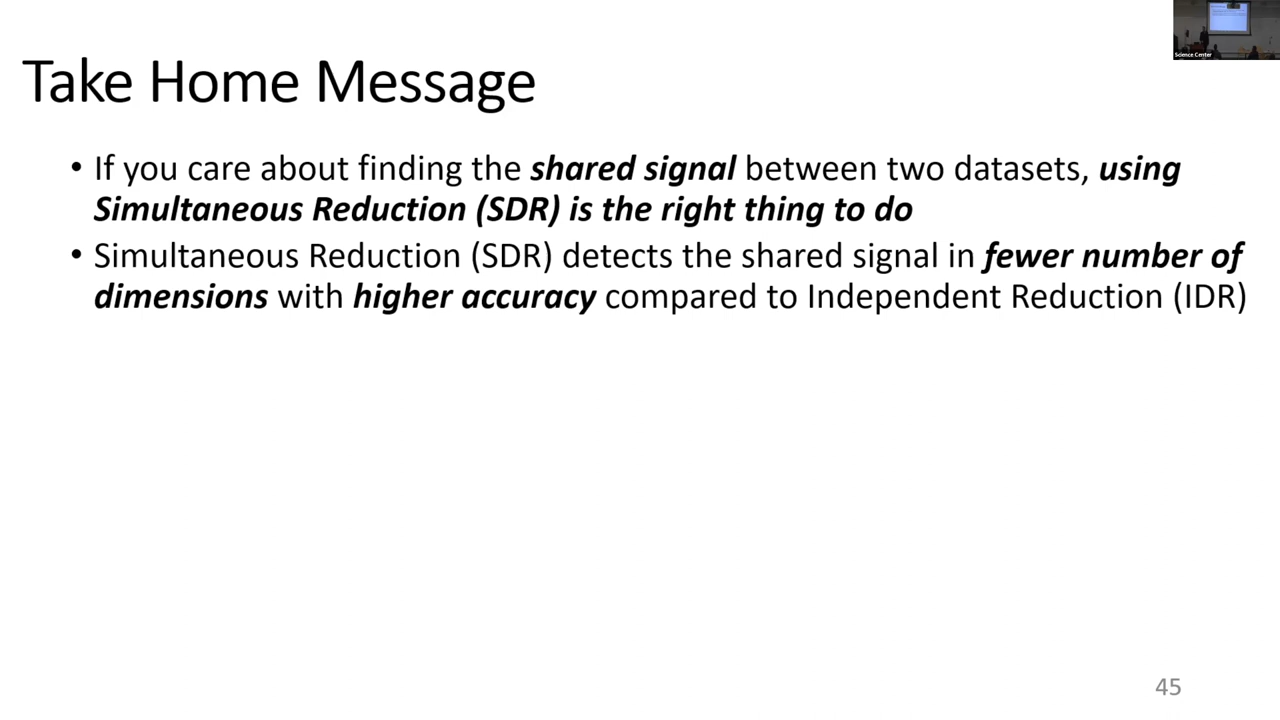 Science Center
Take Home Message
• If you care about finding the shared signal between two datasets, using
Simultaneous Reduction (SDR) is the right thing to do
• Simultaneous Reduction (SDR) detects the shared signal in fewer number of
dimensions with higher accuracy compared to Independent Reduction (IDR)
45